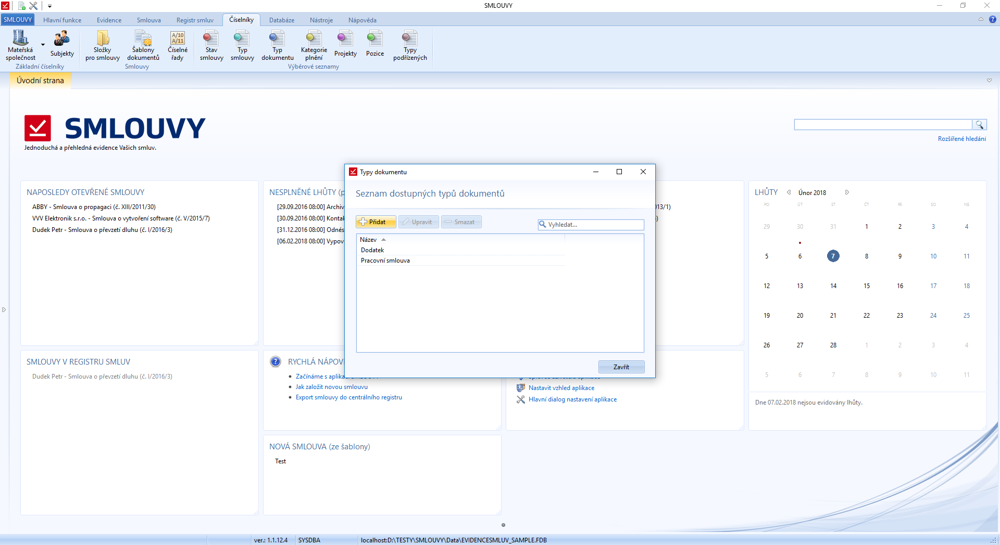 SMLOUVY
SMLOUVY Hlavní funkce Evidence Smlouva Registr smluv Číselníky Databáze Nástroje Nápověda
Mateřská společnost
Subjekty
Základní číselníky
Složky pro smlouvy
Šablony dokumentů
A/10
A/11
Číselné řady
Smlouvy
Stav smlouvy
Typ smlouvy
Typ dokumentu
Kategorie plnění
Projekty
Pozice
Typy podřízených
Výběrové seznamy
Úvodní strana
SMLOUVY
Jednoduchá a přehledná evidence Vašich smluv.
Rozšířené hledání
NAPOSLEDY OTEVŘENÉ SMLOUVY
ABBY - Smlouva o propagaci (č. XIII/2011/30)
VVV Elektronik s.r.o. - Smlouva o vytvoření software (č. V/2015/7)
Dudek Petr - Smlouva o převzetí dluhu (č. I/2016/3)
NESPLNĚNÉ LHŮTY (p
[29.09.2016 08:00] Archiv
[30.09.2016 08:00] Kontak
[31.12.2016 08:00] Odnés
[06.02.2018 08:00] Vypov
013/1)
)
Typy dokumentu
Seznam dostupných typů dokumentů
Přidat Upravit Smazat
Vyhledat...
Název
Dodatek
Pracovní smlouva
Zavřít
LHŮTY Únor 2018
PO ÚT ST ČT PÁ SO NE
29 30 31 1 2 3 4
5 6 7 8 9 10 11
12 13 14 15 16 17 18
19 20 21 22 23 24 25
26 27 28 1 2 3 4
5 6 7 8 9 10 11
Dne 07.02.2018 nejsou evidovány lhůty.
SMLOUVY V REGISTRU SMLUV
Dudek Petr - Smlouva o převzetí dluhu (č. I/2016/3)
RYCHLÁ NÁPOV
Začínáme s aplika
Jak založit novou smlouvu
Export smlouvy do centrálního registru
Nastavit vzhled aplikace
Hlavní dialog nastavení aplikace
NOVÁ SMLOUVA (ze šablony)
Test
ver.: 1.1.12.4 SYSDBA localhost:D:\TESTY\SMLOUVY\Data\EVIDENCESMLUV_SAMPLE.FDB